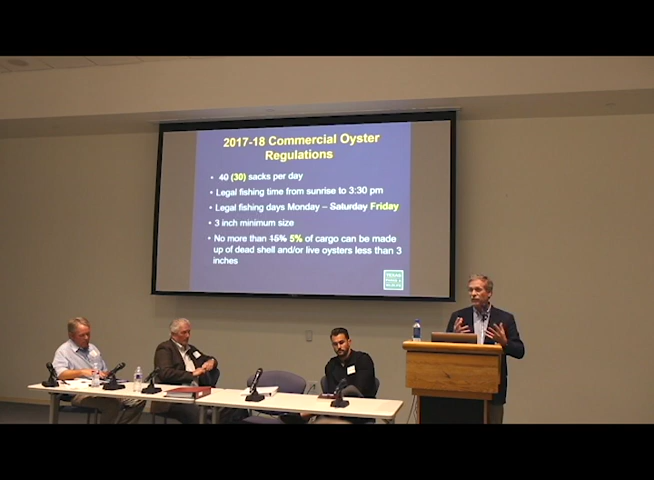 2017-18 Commercial Oyster
Regulations
• 40 (30) sacks per day
• Legal fishing time from sunrise to 3:30 pm
• Legal fishing days Monday – Saturday Friday
• 3 inch minimum size
• No more than 15% 5% of cargo can be made
up of dead shell and/or live oysters less than 3
inches
TEXAS